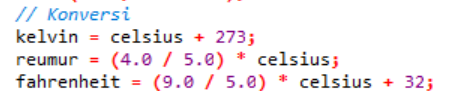 // Konversi
kelvin = celsius + 273;
reumur = (4.0 / 5.0) * celsius;
fahrenheit = (9.0 / 5.0) * celsius + 32;